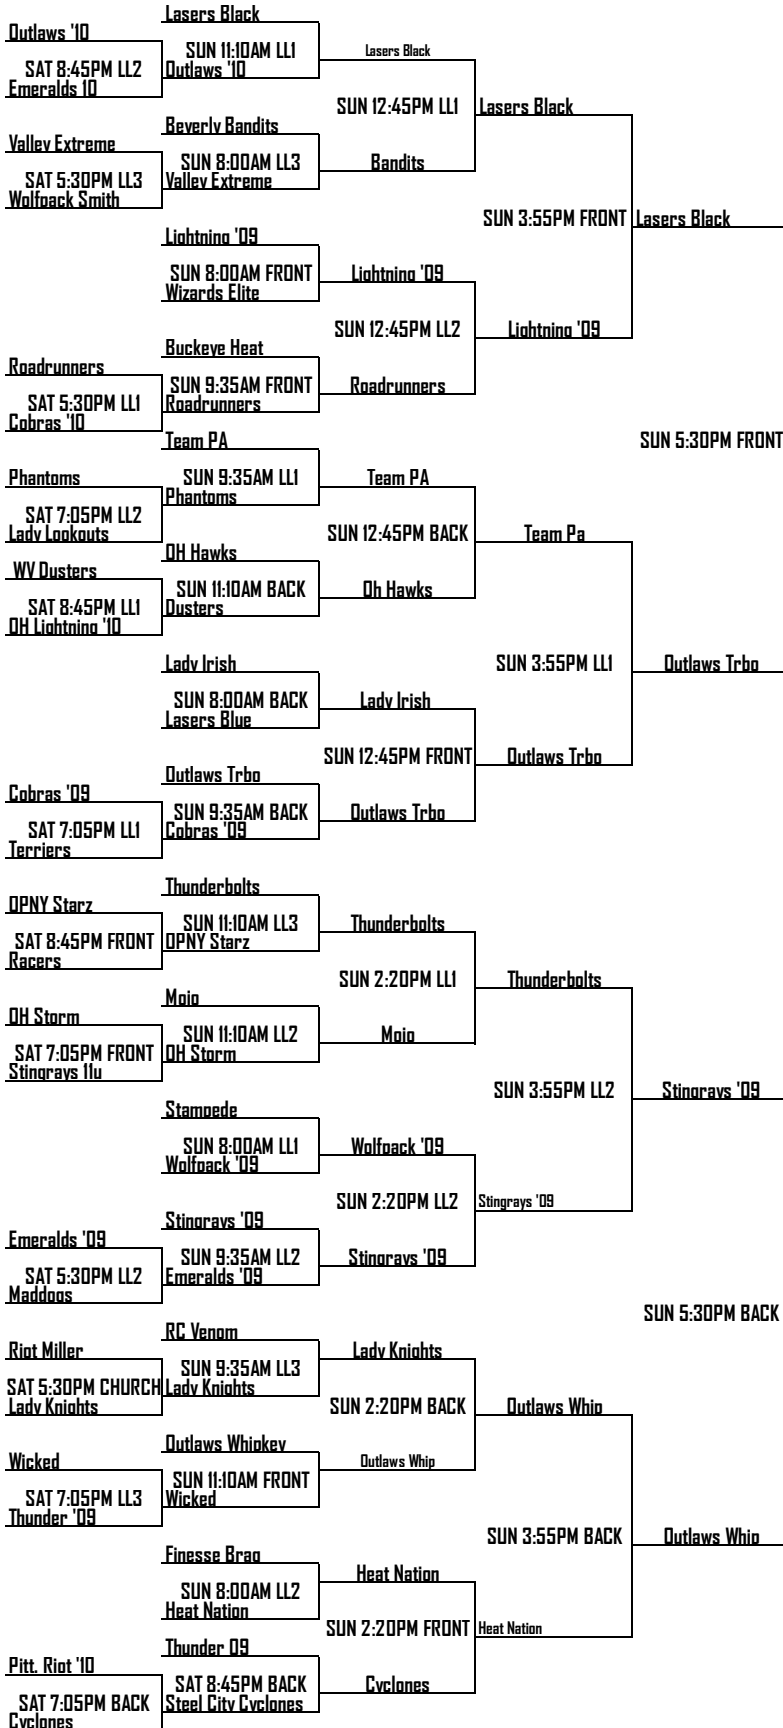 Lasers Black
Outlaws '10
SUN 11:10AM LL1
Lasers Black
SAT 8:45PM LL2
Outlaws '10
Emeralds 10
SUN 12:45PM LL1
Lasers Black
Beverly Bandits
Valley Extreme
SUN 8:00AM LL3
Bandits
SAT 5:30PM LL3
Valley Extreme
Wolfpack Smith
SUN 3:55PM FRONT
Lasers Black
Lightning '09
SUN 8:00AM FRONT
Lightning '09
Wizards Elite
SUN 12:45PM LL2
Lightning '09
Buckeye Heat
Roadrunners
SUN 9:35AM FRONT
Roadrunners
SAT 5:30PM LL1
Roadrunners
Cobras '10
Team PA
SUN 5:30PM FRONT
Phantoms
SUN 9:35AM LL1
Team PA
Phantoms
SAT 7:05PM LL2
Lady Lookouts
SUN 12:45PM BACK
Team Pa
OH Hawks
WV Dusters
SUN 11:10AM BACK
Oh Hawks
SAT 8:45PM LL1
Dusters
OH Lightning '10
Lady Irish
SUN 3:55PM LL1
Outlaws Trbo
SUN 8:00AM BACK
Lady Irish
Lasers Blue
SUN 12:45PM FRONT
Outlaws Trbo
Outlaws Trbo
Cobras '09
SUN 9:35AM BACK
Outlaws Trbo
SAT 7:05PM LL1
Cobras '09
Terriers
Thunderbolts
OPNY Starz
SUN 11:10AM LL3
Thunderbolts
SAT 8:45PM FRONT
OPNY Starz
Racers
SUN 2:20PM LL1
Thunderbolts
Mojo
OH Storm
SUN 11:10AM LL2
Mojo
SAT 7:05PM FRONT
OH Storm
Stingrays 11u
SUN 3:55PM LL2
Stingrays '09
Stampede
SUN 8:00AM LL1
Wolfpack '09
Wolfpack '09
SUN 2:20PM LL2
Stingrays '09
Stingrays '09
Emeralds '09
SUN 9:35AM LL2
Stingrays '09
SAT 5:30PM LL2
Emeralds '09
Maddogs
SUN 5:30PM BACK
RC Venom
Riot Miller
SUN 9:35AM LL3
Lady Knights
SAT 5:30PM CHURCH
Lady Knights
Lady Knights
SUN 2:20PM BACK
Outlaws Whip
Outlaws Whipkey
Wicked
SUN 11:10AM FRONT
Outlaws Whip
SAT 7:05PM LL3
Wicked
Thunder '09
SUN 3:55PM BACK
Outlaws Whip
Finesse Brag
SUN 8:00AM LL2
Heat Nation
Heat Nation
SUN 2:20PM FRONT
Heat Nation
Thunder 09
Pitt. Riot '10
SAT 8:45PM BACK
Cyclones
SAT 7:05PM BACK
Steel City Cyclones
Cyclones